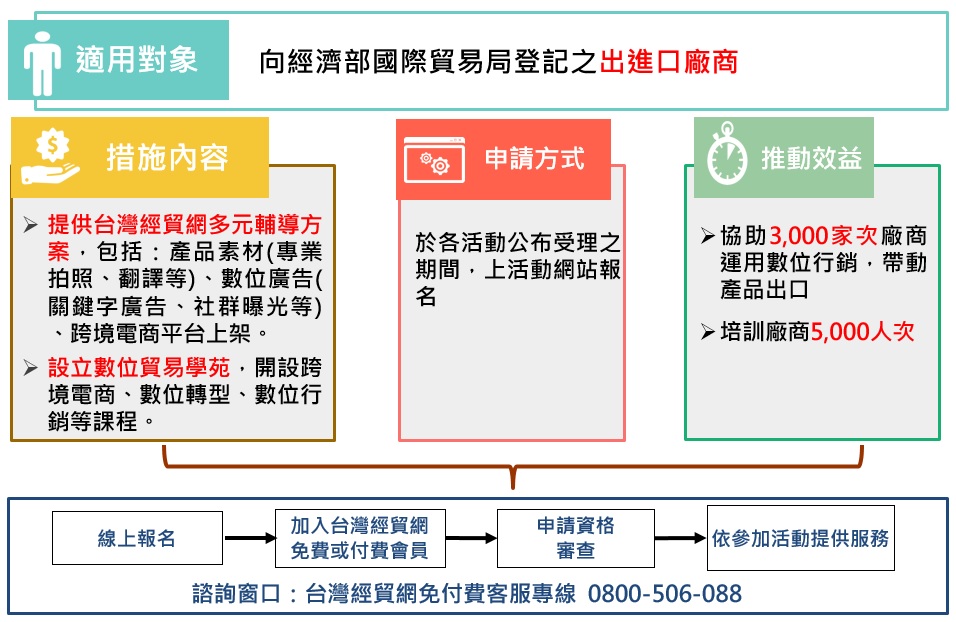 適用對象
向經濟部國際貿易局登記之出進口廠商
措施內容
➢ 提供台灣經貿網多元輔導方
案，包括：產品素材(專業
拍照、翻譯等)、數位廣告(
關鍵字廣告、社群曝光等)
、跨境電商平台上架。
➢ 設立數位貿易學苑，開設跨
境電商、數位轉型、數位行
銷等課程。
申請方式
於各活動公布受理之
期間，上活動網站報
名
推動效益
➢協助3,000家次廠商
運用數位行銷，帶動
產品出口
➢培訓廠商5,000人次
線上報名
加入台灣經貿網
免費或付費會員
申請資格
審查
依參加活動提供服務
諮詢窗口：台灣經貿網免付費客服專線 0800-506-088